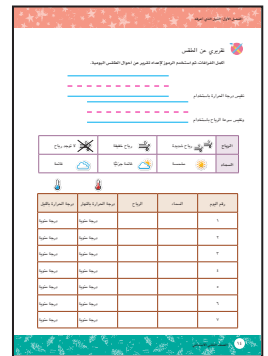 تقريري عن الطقس
أكمل الفراغات، ثم استخدم الرموز لإعداد تقرير عن أحوال الطقس اليومية.
نقيس درجة الحرارة باستخدام
ونقيس سرعة الرياح باستخدام
الرياح رياح شديدة رياح خفيفة لا توجد رياح
السماء مشمسة غائمة جزئيًا غائمة
رقم اليوم السماء الرياح درجة الحرارة بالنهار درجة الحرارة بالليل
١ درجة مئوية درجة مئوية
٢ درجة مئوية درجة مئوية
٣ درجة مئوية درجة مئوية
٤ درجة مئوية درجة مئوية
٥ درجة مئوية درجة مئوية
٦ درجة مئوية درجة مئوية
٧ درجة مئوية درجة مئوية
١٤